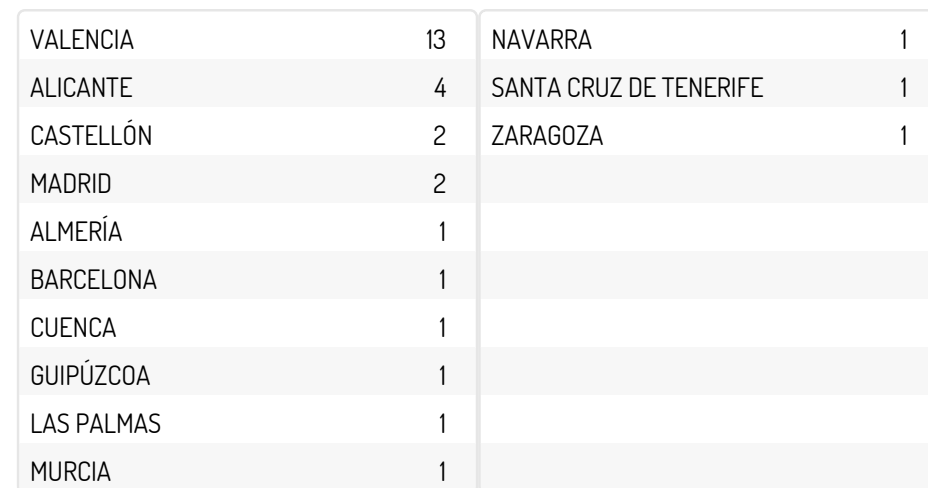 VALENCIA 13
ALICANTE 4
CASTELLÓN 2
MADRID 2
ALMERÍA 1
BARCELONA 1
CUENCA 1
GUIPÚZCOA 1
LAS PALMAS 1
MURCIA 1
NAVARRA 1
SANTA CRUZ DE TENERIFE 1
ZARAGOZA 1